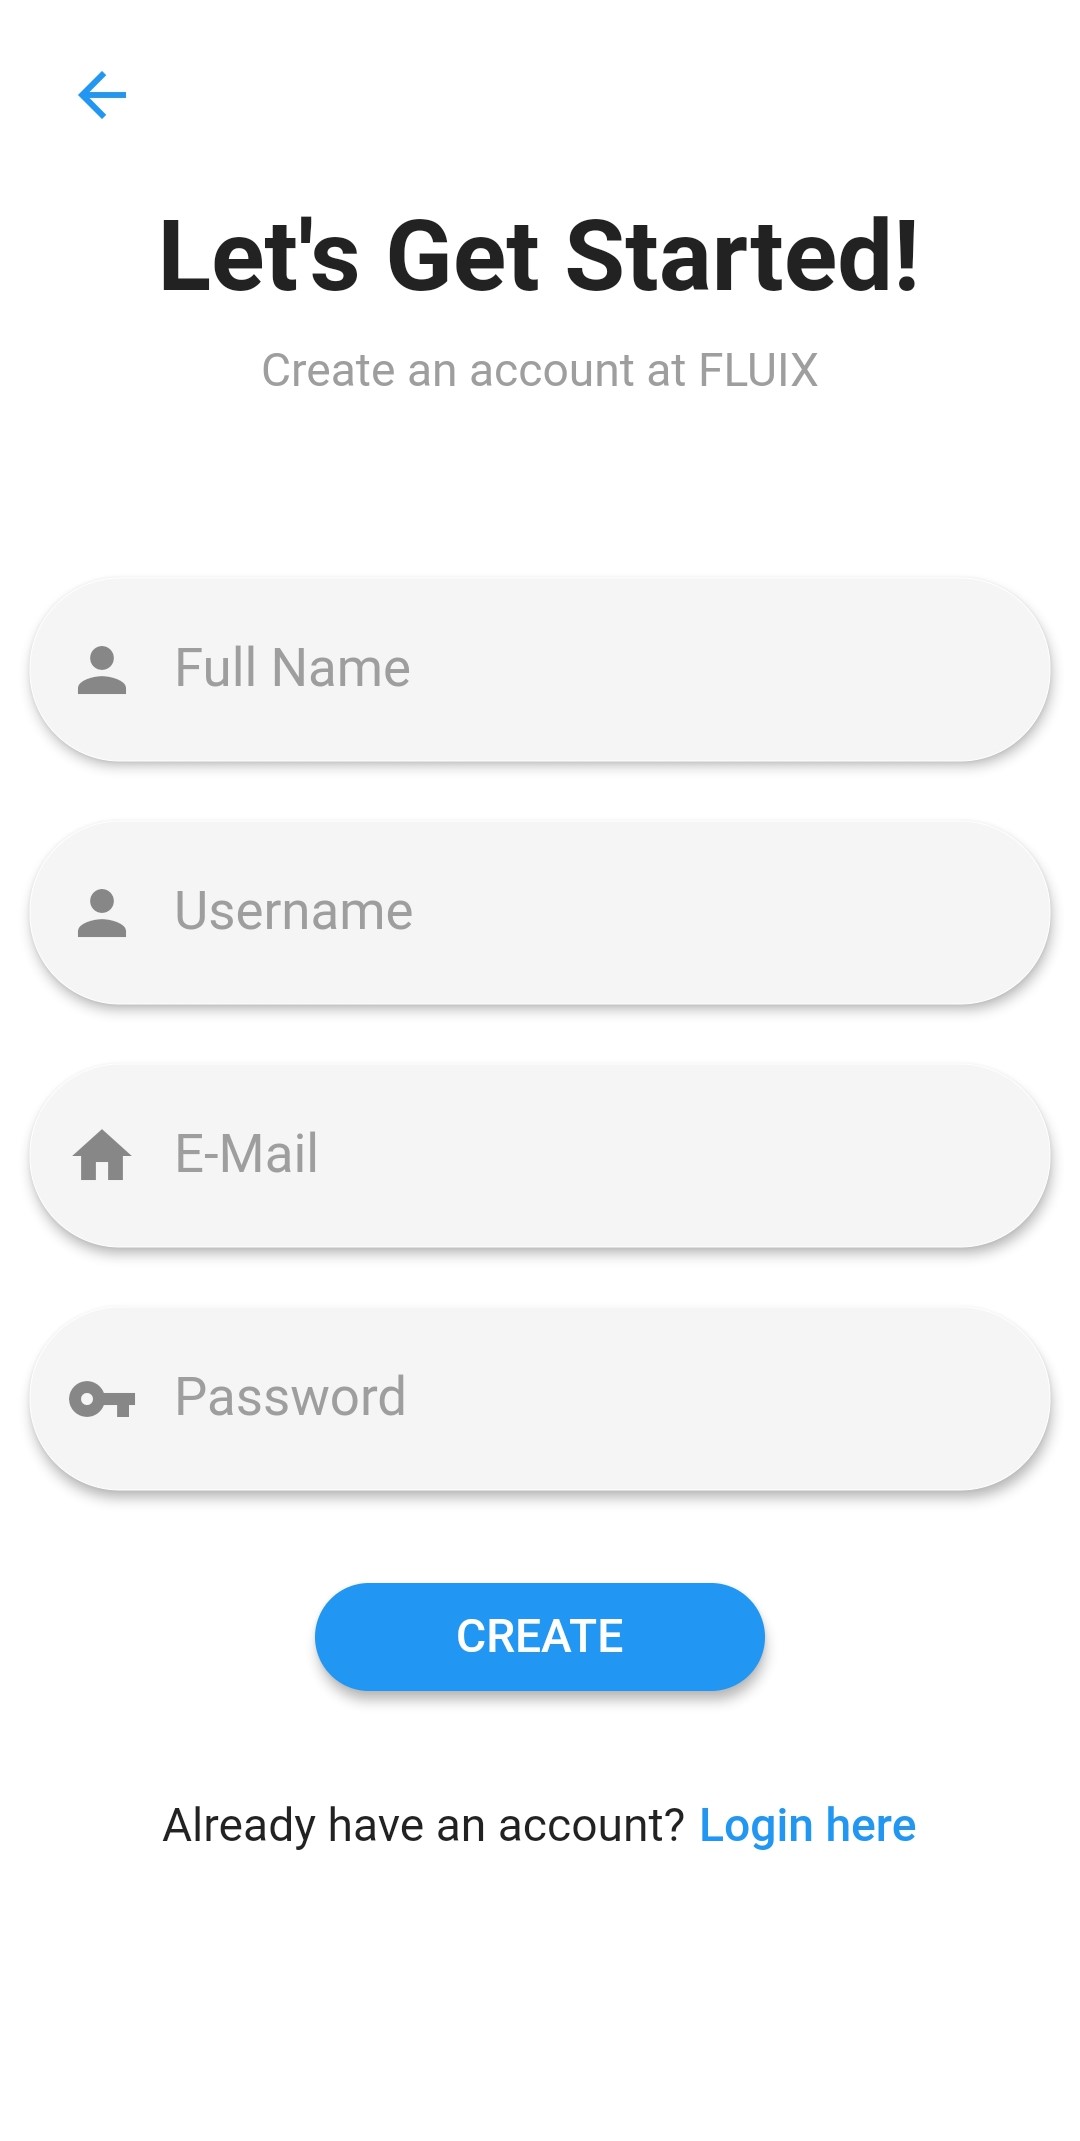 Let's Get Started!
Create an account at FLUIX
Full Name
Username
E-Mail
Password
CREATE
Already have an account? Login here